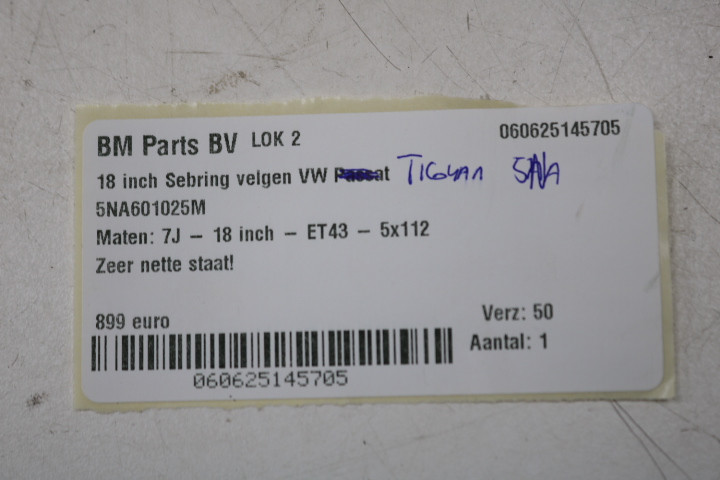 BM Parts BV LOK 2 060625145705
18 inch Sebring velgen VW Passat TIGUAN 5NA
5NA601025M
Maten: 7J – 18 inch – ET43 – 5x112
Zeer nette staat!
899 euro Verz: 50
Aantal: 1
060625145705